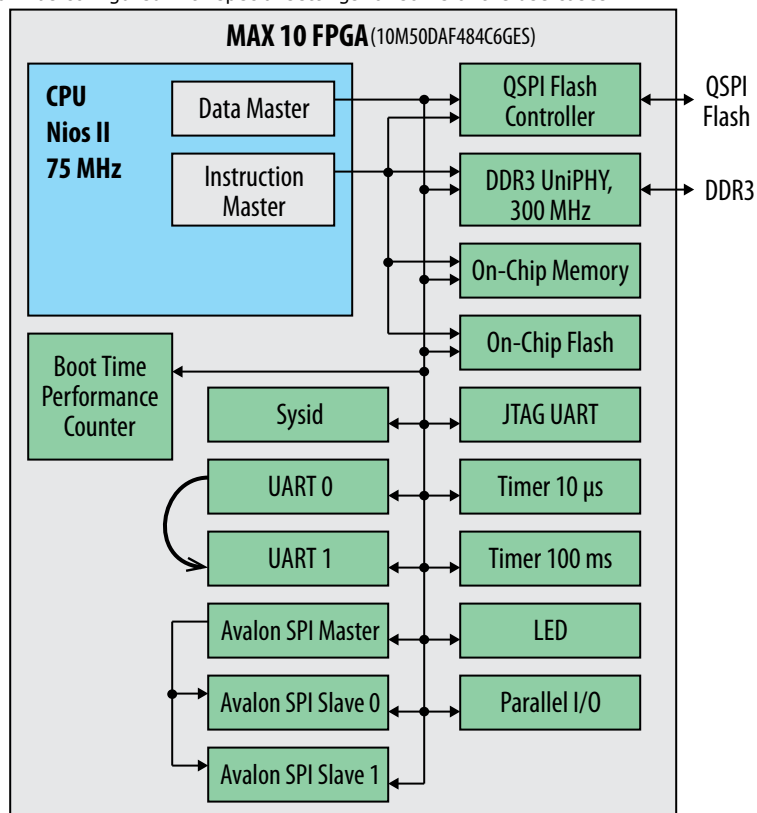 MAX 10 FPGA (10M50DAF484C6GES)
CPU
Nios II
75 MHz
Data Master
Instruction
Master
QSPI Flash
Controller
QSPI
Flash
DDR3 UniPHY,
300 MHz
DDR3
On-Chip Memory
On-Chip Flash
Boot Time
Performance
Counter
Sysid
JTAG UART
UART 0
Timer 10 µs
UART 1
Timer 100 ms
Avalon SPI Master
LED
Avalon SPI Slave 0
Parallel I/O
Avalon SPI Slave 1